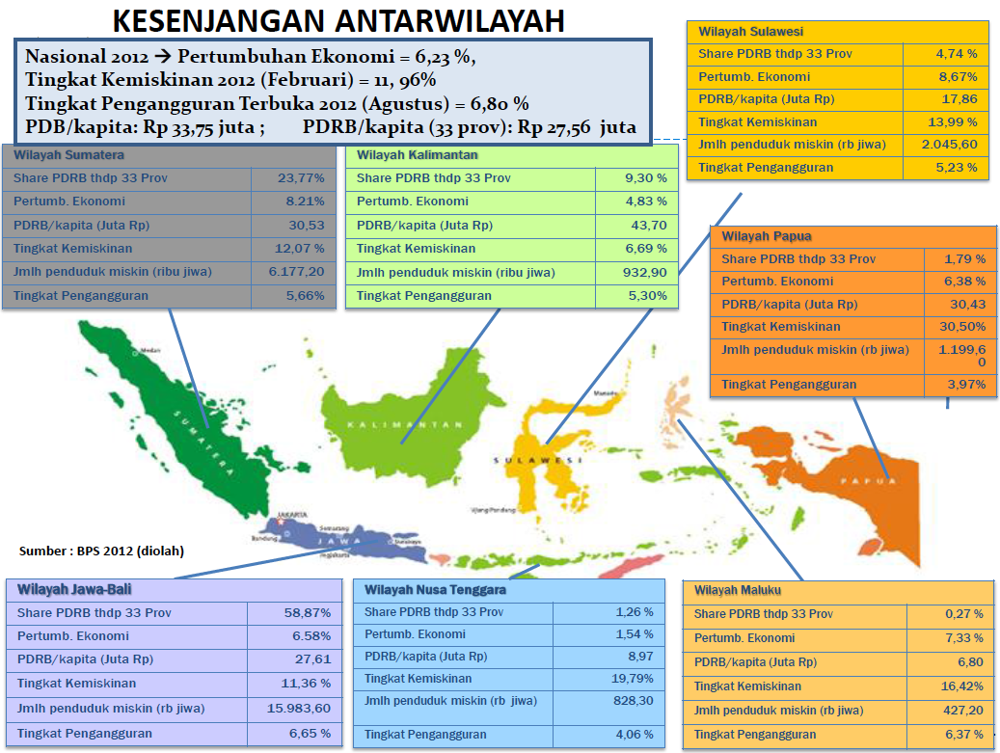 KESENJANGAN ANTARWILAYAH
Nasional 2012 → Pertumbuhan Ekonomi = 6,23 %,
Tingkat Kemiskinan 2012 (Februari) = 11, 96%
Tingkat Pengangguran Terbuka 2012 (Agustus) = 6,80 %
PDB/kapita: Rp 33,75 juta ; PDRB/kapita (33 prov): Rp 27,56 juta
Wilayah Sulawesi
Share PDRB thdp 33 Prov 4,74 %
Pertumb. Ekonomi 8,67%
PDRB/kapita (Juta Rp) 17,86
Tingkat Kemiskinan 13,99 %
Jmlh penduduk miskin (rb jiwa) 2.045,60
Tingkat Pengangguran 5,23 %
Wilayah Sumatera
Share PDRB thdp 33 Prov 23,77%
Pertumb. Ekonomi 8.21%
PDRB/kapita (Juta Rp) 30,53
Tingkat Kemiskinan 12,07 %
Jmlh penduduk miskin (ribu jiwa) 6.177,20
Tingkat Pengangguran 5,66%
Wilayah Kalimantan
Share PDRB thdp 33 Prov 9,30 %
Pertumb. Ekonomi 4,83 %
PDRB/kapita (Juta Rp) 43,70
Tingkat Kemiskinan 6,69 %
Jmlh penduduk miskin (ribu jiwa) 932,90
Tingkat Pengangguran 5,30%
Wilayah Papua
Share PDRB thdp 33 Prov 1,79 %
Pertumb. Ekonomi 6,38 %
PDRB/kapita (Juta Rp) 30,43
Tingkat Kemiskinan 30,50%
Jmlh penduduk miskin (rb jiwa) 1.199,6
0
Tingkat Pengangguran 3,97%
Medan
SUMATERA
KALIMANTAN
Manado
SULAWESI
PAPUA
Ujung Pandang
JAKARTA
Bandung
Semarang
JAWA
Surabaya
Yogjakarta
Sumber : BPS 2012 (diolah)
Wilayah Jawa-Bali
Share PDRB thdp 33 Prov 58,87%
Pertumb. Ekonomi 6.58%
PDRB/kapita (Juta Rp) 27,61
Tingkat Kemiskinan 11,36 %
Jmlh penduduk miskin (rb jiwa) 15.983,60
Tingkat Pengangguran 6,65 %
Wilayah Nusa Tenggara
Share PDRB thdp 33 Prov 1,26 %
Pertumb. Ekonomi 1,54 %
PDRB/kapita (Juta Rp) 8,97
Tingkat Kemiskinan 19,79%
Jmlh penduduk miskin (rb jiwa) 828,30
Tingkat Pengangguran 4,06 %
Wilayah Maluku
Share PDRB thdp 33 Prov 0,27 %
Pertumb. Ekonomi 7,33 %
PDRB/kapita (Juta Rp) 6,80
Tingkat Kemiskinan 16,42%
Jmlh penduduk miskin (rb jiwa) 427,20
Tingkat Pengangguran 6,37 %